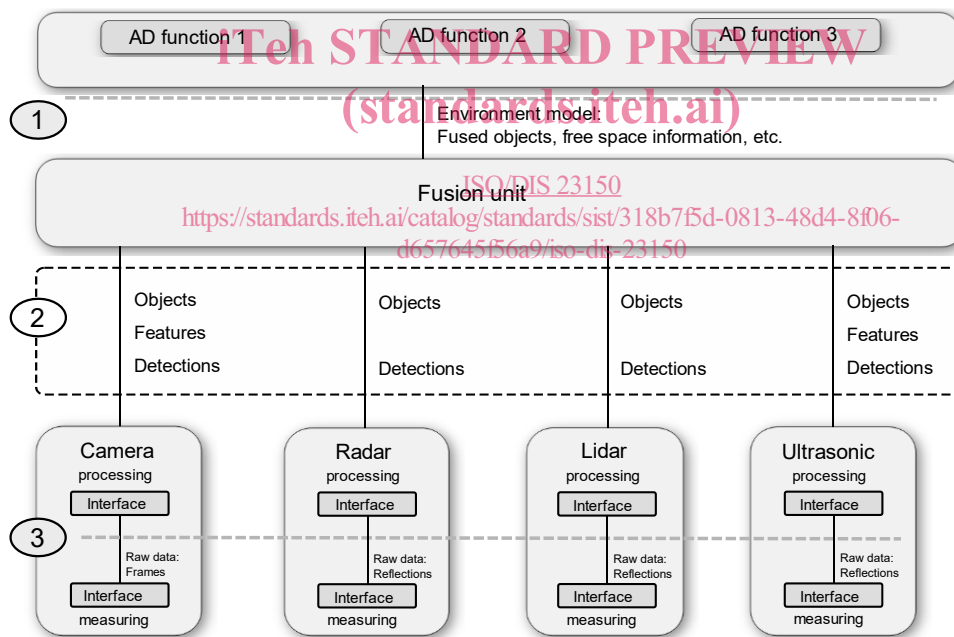 AD function 1
AD function 2
AD function 3
iTeh STANDARD PREVIEW
(standards.iteh.ai)
1
Environment model:
Fused objects, free space information, etc.
Fusion unit
ISO/DIS 23150
https://standards.iteh.ai/catalog/standards/sist/318b7f5d-0813-48d4-8f06-
d657645f56a9/iso-dis-23150
2
Objects
Features
Detections
Objects
Detections
Objects
Detections
Objects
Features
Detections
Camera
processing
Interface
Raw data:
Frames
Interface
measuring
Radar
processing
Interface
Raw data:
Reflections
Interface
measuring
Lidar
processing
Interface
Raw data:
Reflections
Interface
measuring
Ultrasonic
processing
Interface
Raw data:
Reflections
Interface
measuring
3